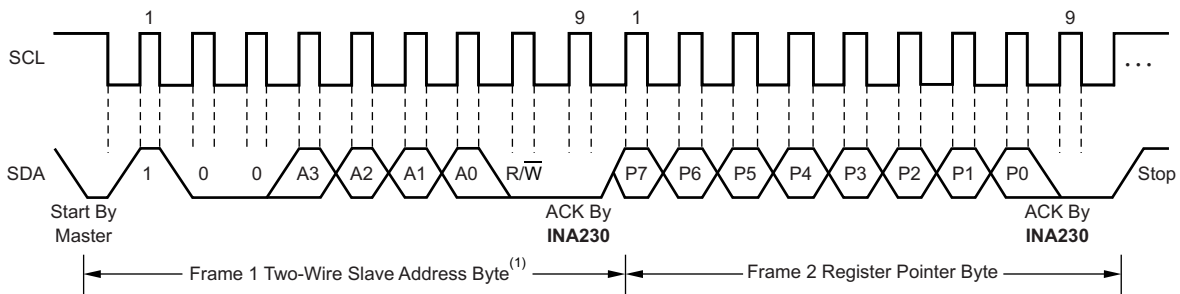 1 9 1 9
SCL
...
SDA 1 0 0 A3 A2 A1 A0 R/W P7 P6 P5 P4 P3 P2 P1 P0 Stop
Start By ACK By ACK By
Master INA230 INA230
Frame 1 Two-Wire Slave Address Byte(1) Frame 2 Register Pointer Byte